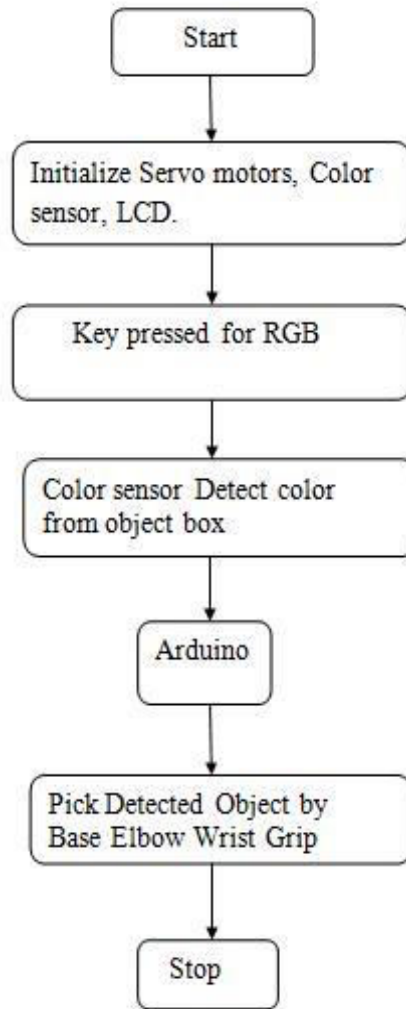 Start
Initialize Servo motors, Color
sensor, LCD.
Key pressed for RGB
Color sensor Detect color
from object box
Arduino
Pick Detected Object by
Base Elbow Wrist Grip
Stop